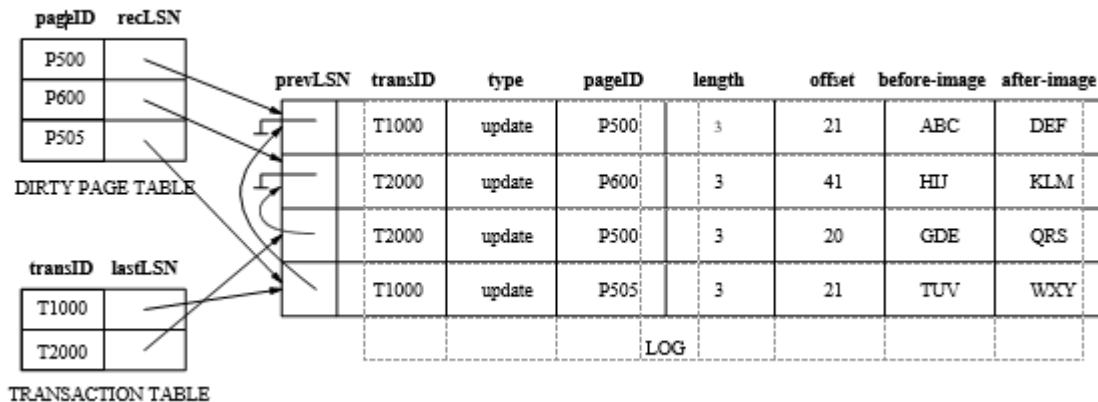 pageID recLSN
P500
P600
P505
DIRTY PAGE TABLE
transID lastLSN
T1000
T2000
TRANSACTION TABLE
prevLSN transID type pageID length offset before-image after-image
T1000 update P500 3 21 ABC DEF
T2000 update P600 3 41 HIJ KLM
T2000 update P500 3 20 GDE QRS
T1000 update P505 3 21 TUV WXY
LOG